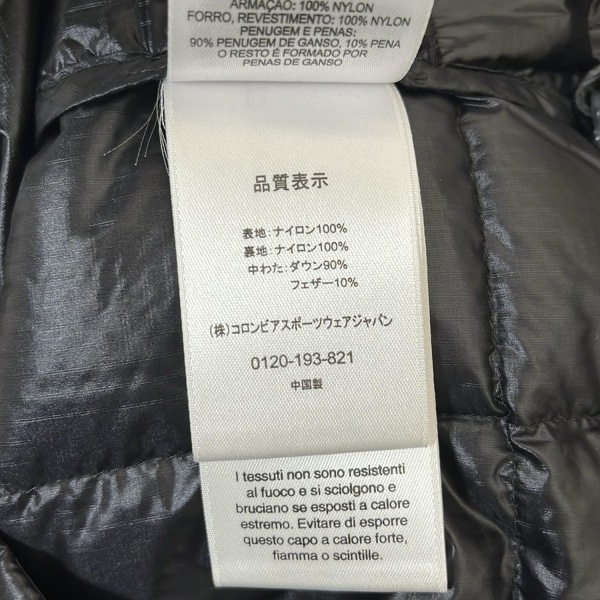 ARMAÇÃO: 100% NYLON
FORRO, REVESTIMENTO: 100% NYLON
PENUGEM E PENAS:
90% PENUGEM DE GANSO, 10% PENA
O RESTO É FORMADO POR
PENAS DE GANSO
品質表示
表地:ナイロン100%
裏地:ナイロン100%
中わた:ダウン90%
フェザー10%
(株)コロンビアスポーツウェアジャパン
0120-193-821
中国製
I tessuti non sono resistenti
al fuoco e si sciolgono e
bruciano se esposti a calore
estremo. Evitare di esporre
questo capo a calore forte,
fiamma o scintille.